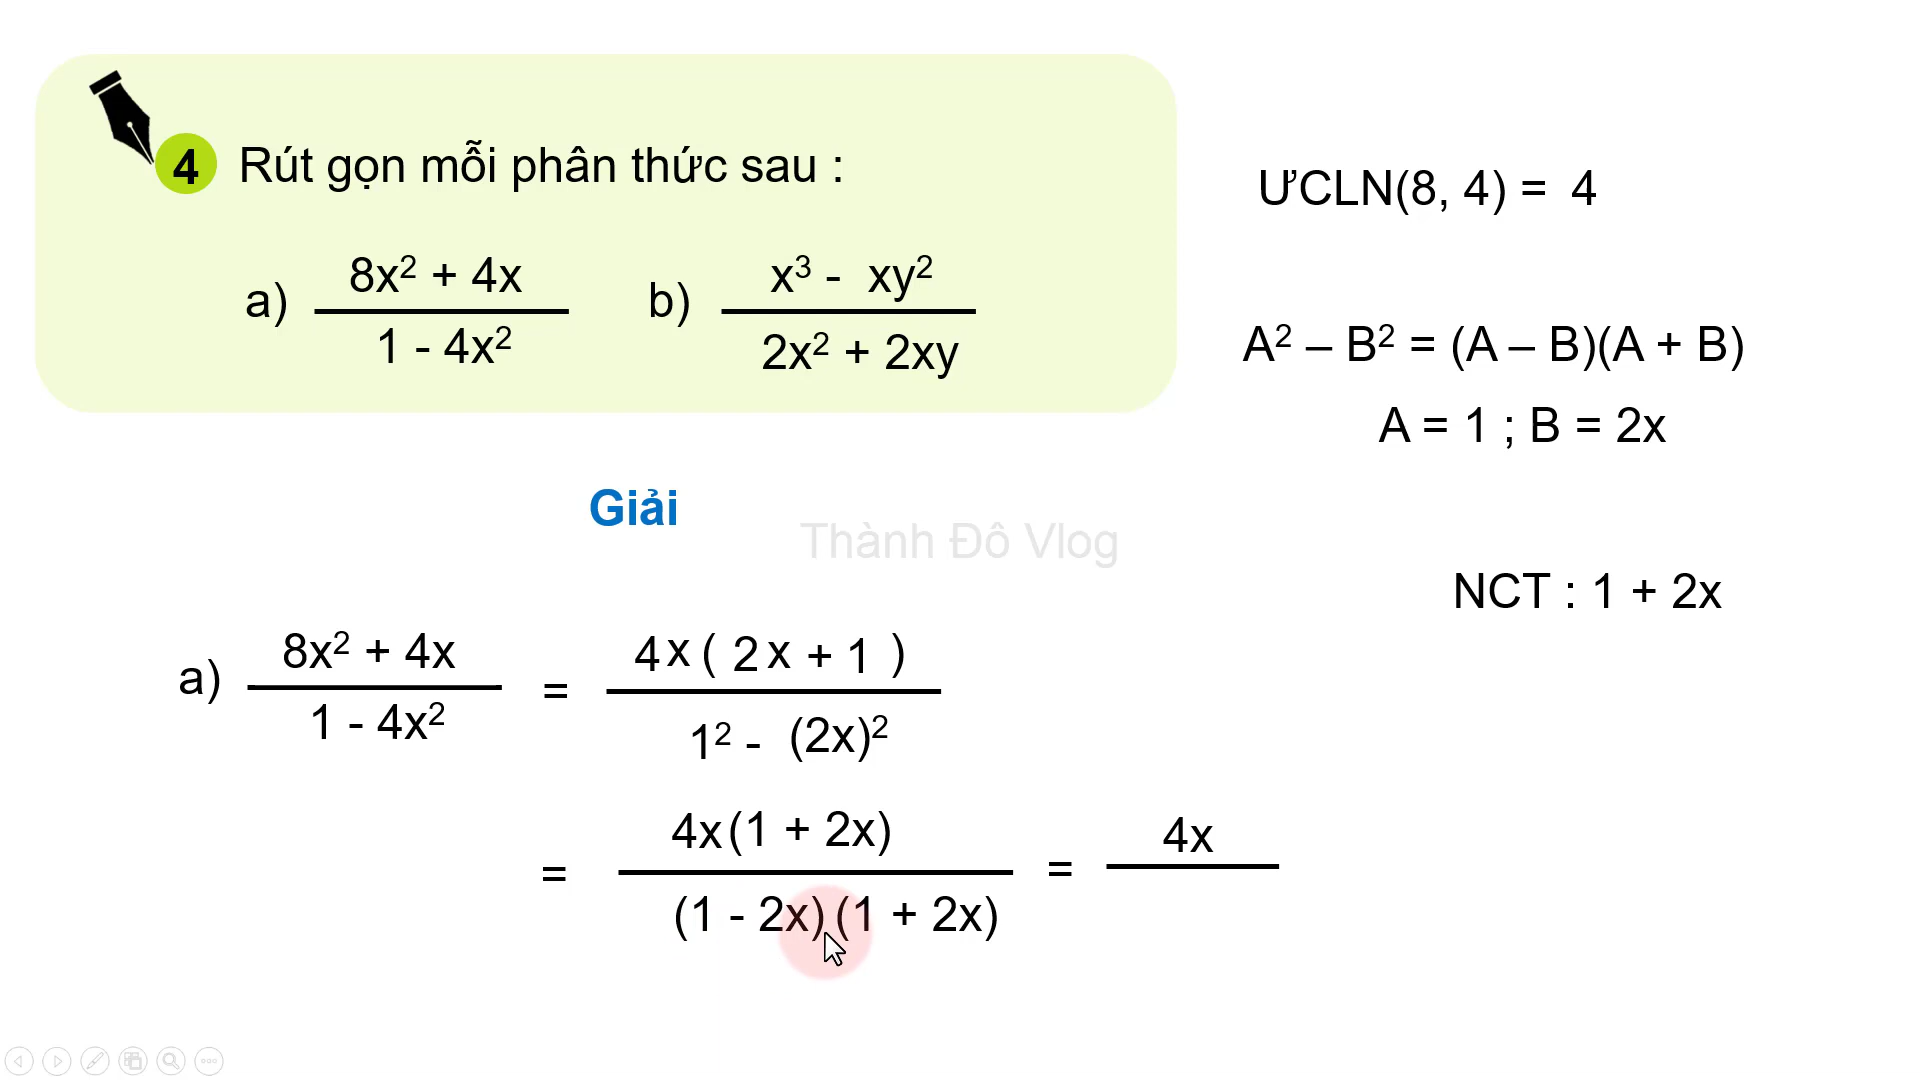 4 Rút gọn mỗi phân thức sau :
a) 8x² + 4x / 1 - 4x²
b) x³ - xy² / 2x² + 2xy
ƯCLN(8, 4) = 4
A² – B² = (A – B)(A + B)
A = 1 ; B = 2x
Giải
Thành Đô Vlog
NCT : 1 + 2x
a) 8x² + 4x / 1 - 4x² = 4x ( 2x + 1 ) / 1² - (2x)²
= 4x(1 + 2x) / (1 - 2x)(1 + 2x) = 4x